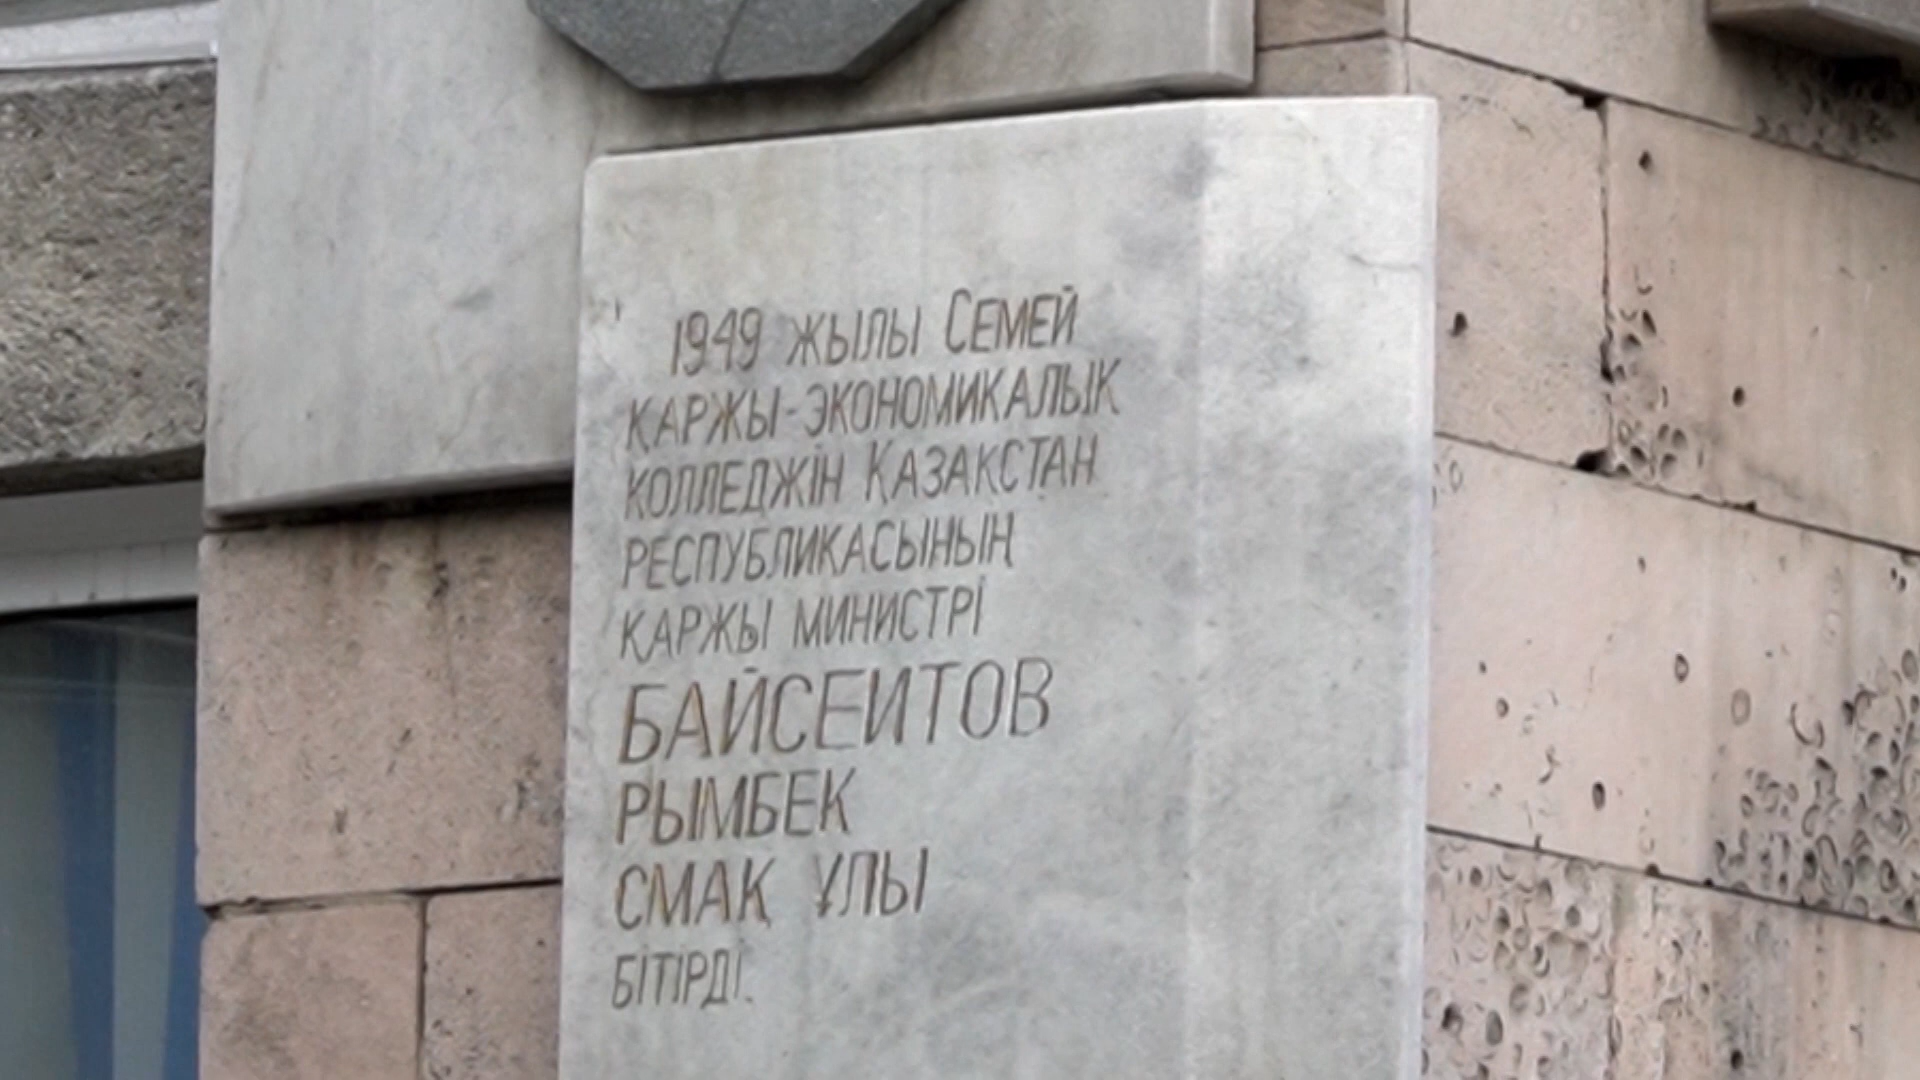 1949 жылы Семей
қаржы-экономикалық
колледжін Қазақстан
Республикасының
қаржы министрі
БАЙСЕИТОВ
РЫМБЕК
СМАҚ ҰЛЫ
бітірді.